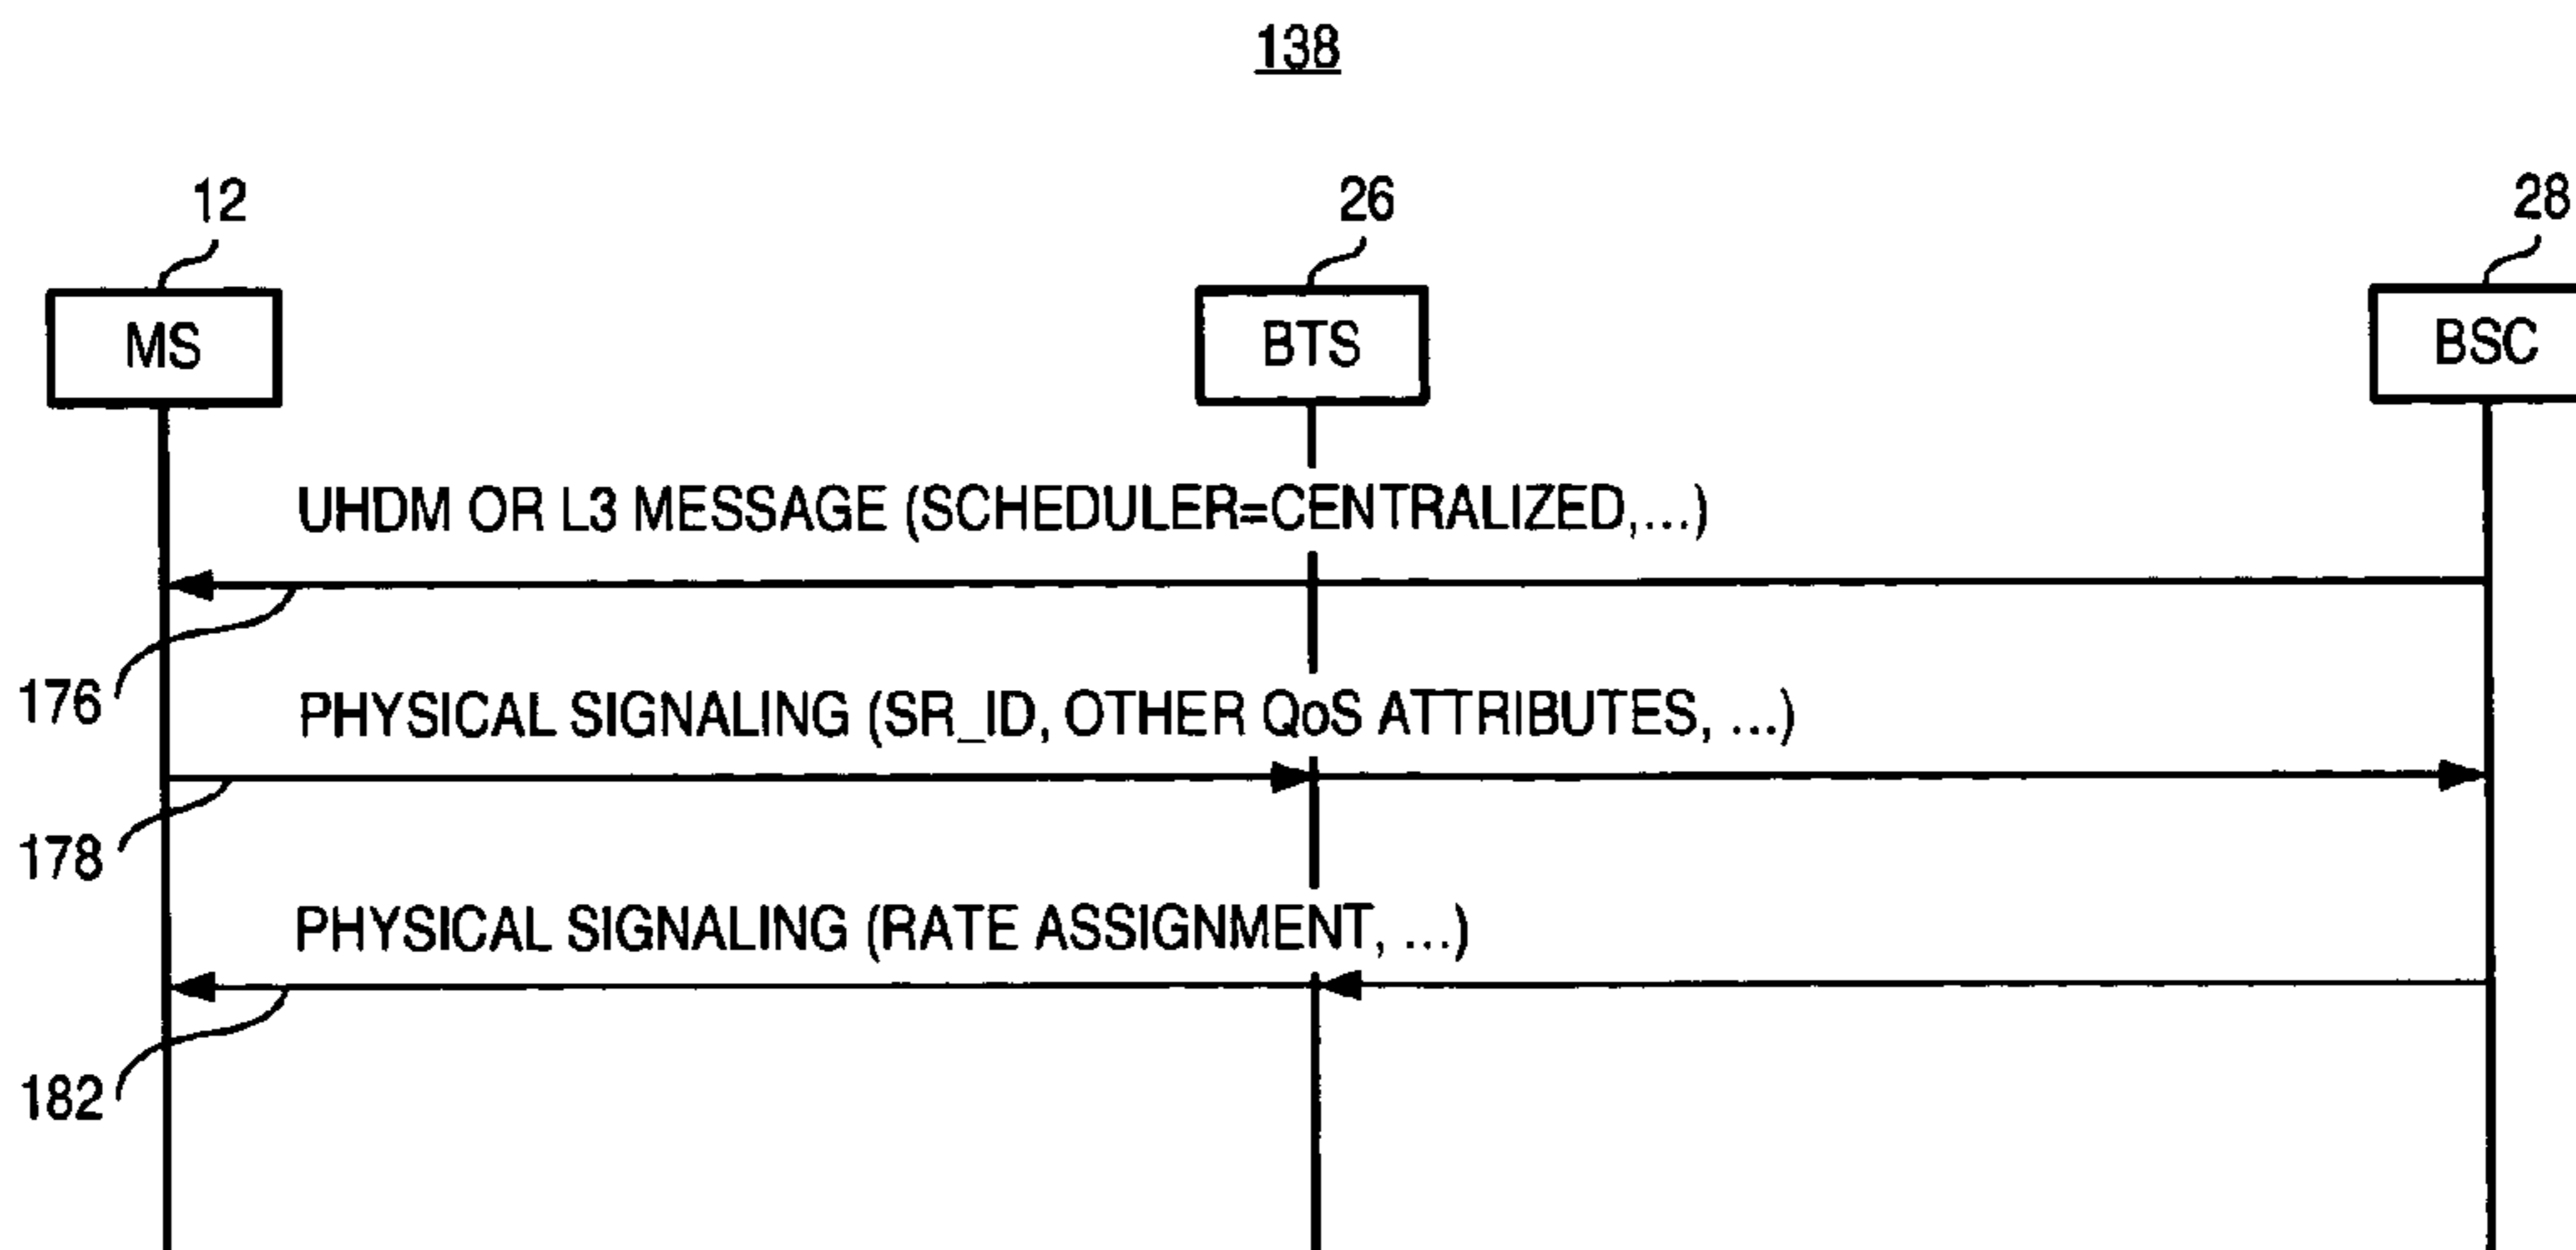 138
12
26
28
MS
BTS
BSC
UHDM OR L3 MESSAGE (SCHEDULER=CENTRALIZED,...)
176
PHYSICAL SIGNALING (SR_ID, OTHER QoS ATTRIBUTES, ...)
178
PHYSICAL SIGNALING (RATE ASSIGNMENT, ...)
182